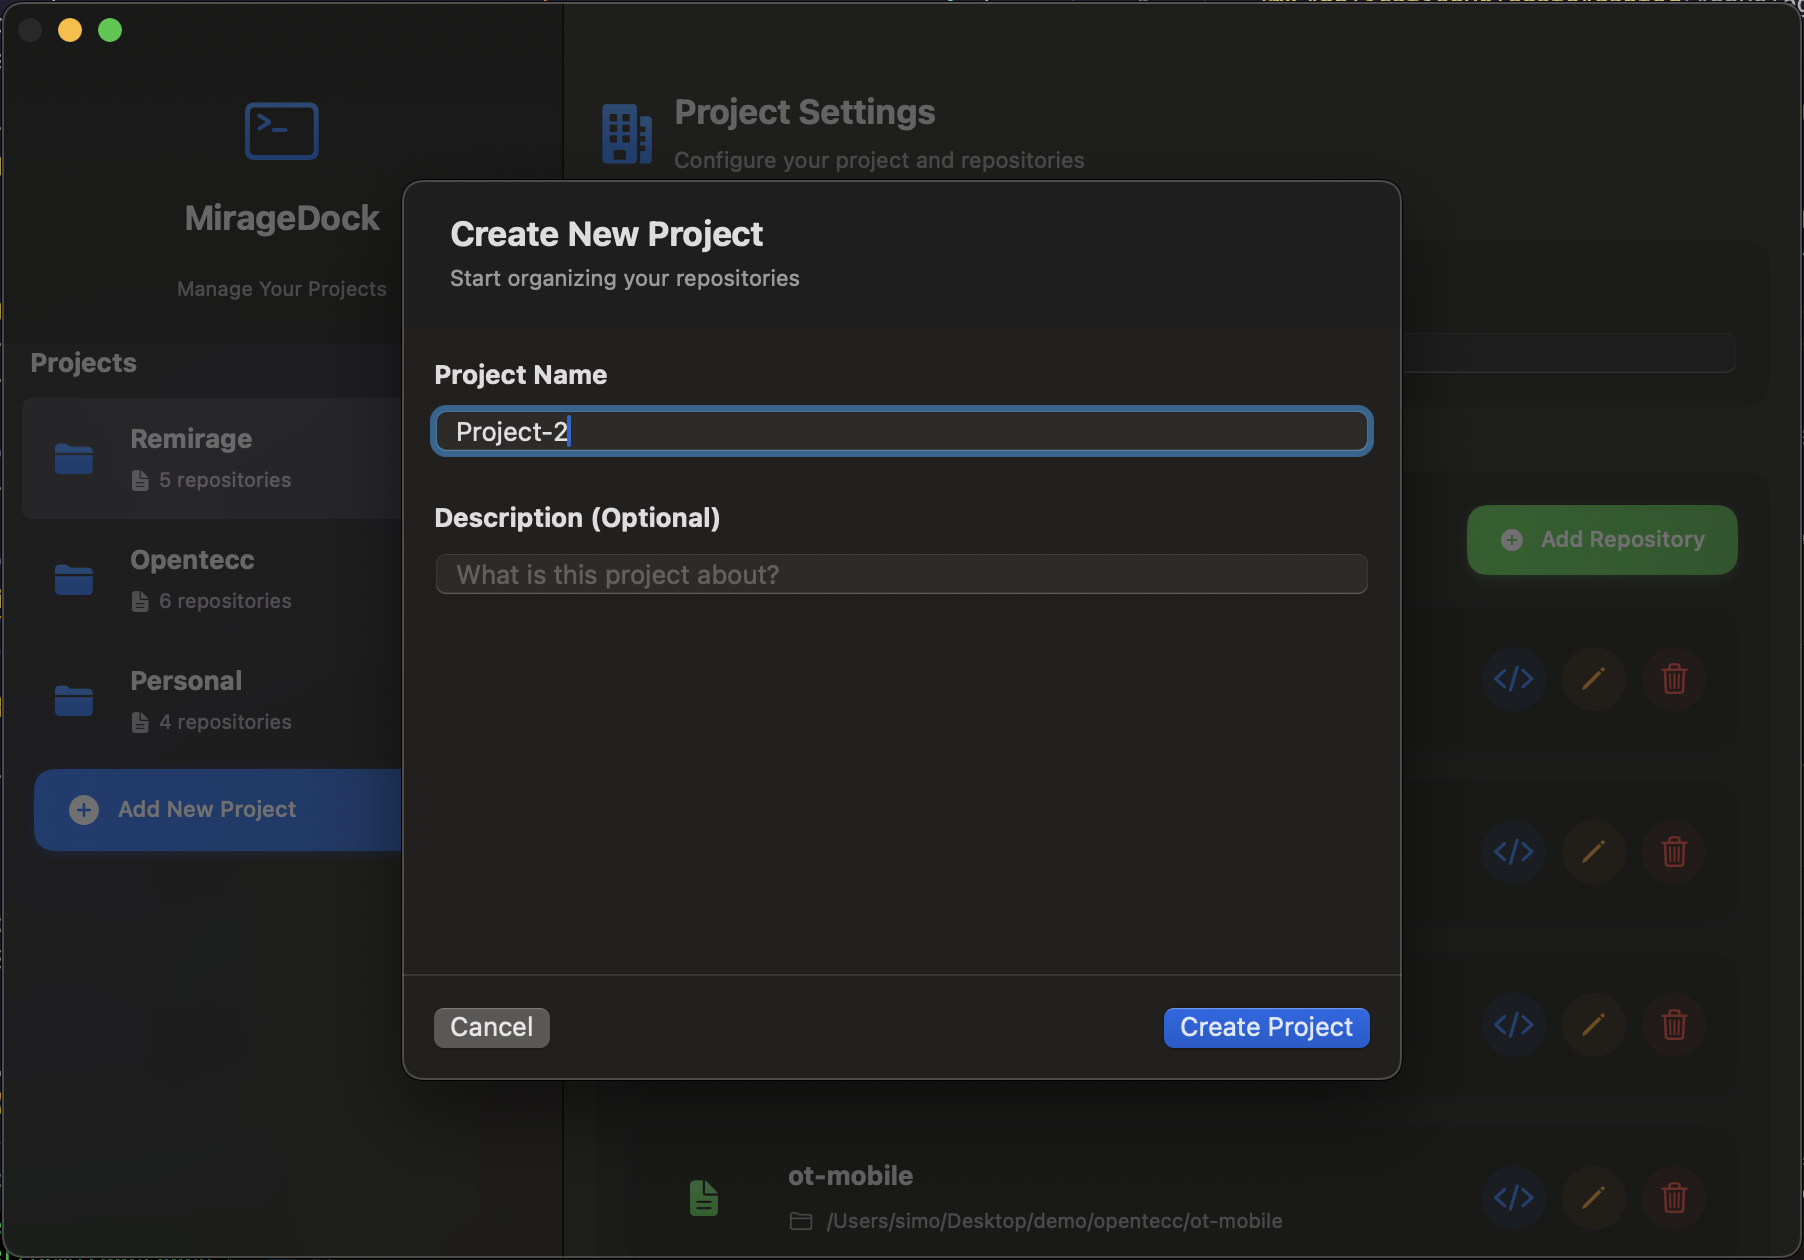 MirageDock
Manage Your Projects
Projects
Remirage
5 repositories
Opentecc
6 repositories
Personal
4 repositories
Add New Project
Project Settings
Configure your project and repositories
Create New Project
Start organizing your repositories
Project Name
Project-2
Description (Optional)
What is this project about?
Cancel
Create Project
Add Repository
ot-mobile
/Users/simo/Desktop/demo/opentecc/ot-mobile